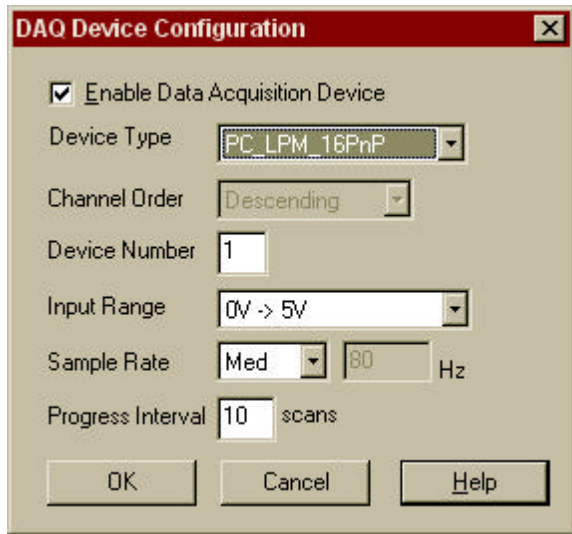 DAQ Device Configuration
Enable Data Acquisition Device
Device Type PC_LPM_16PnP
Channel Order Descending
Device Number 1
Input Range 0V -> 5V
Sample Rate Med 80 Hz
Progress Interval 10 scans
OK Cancel Help